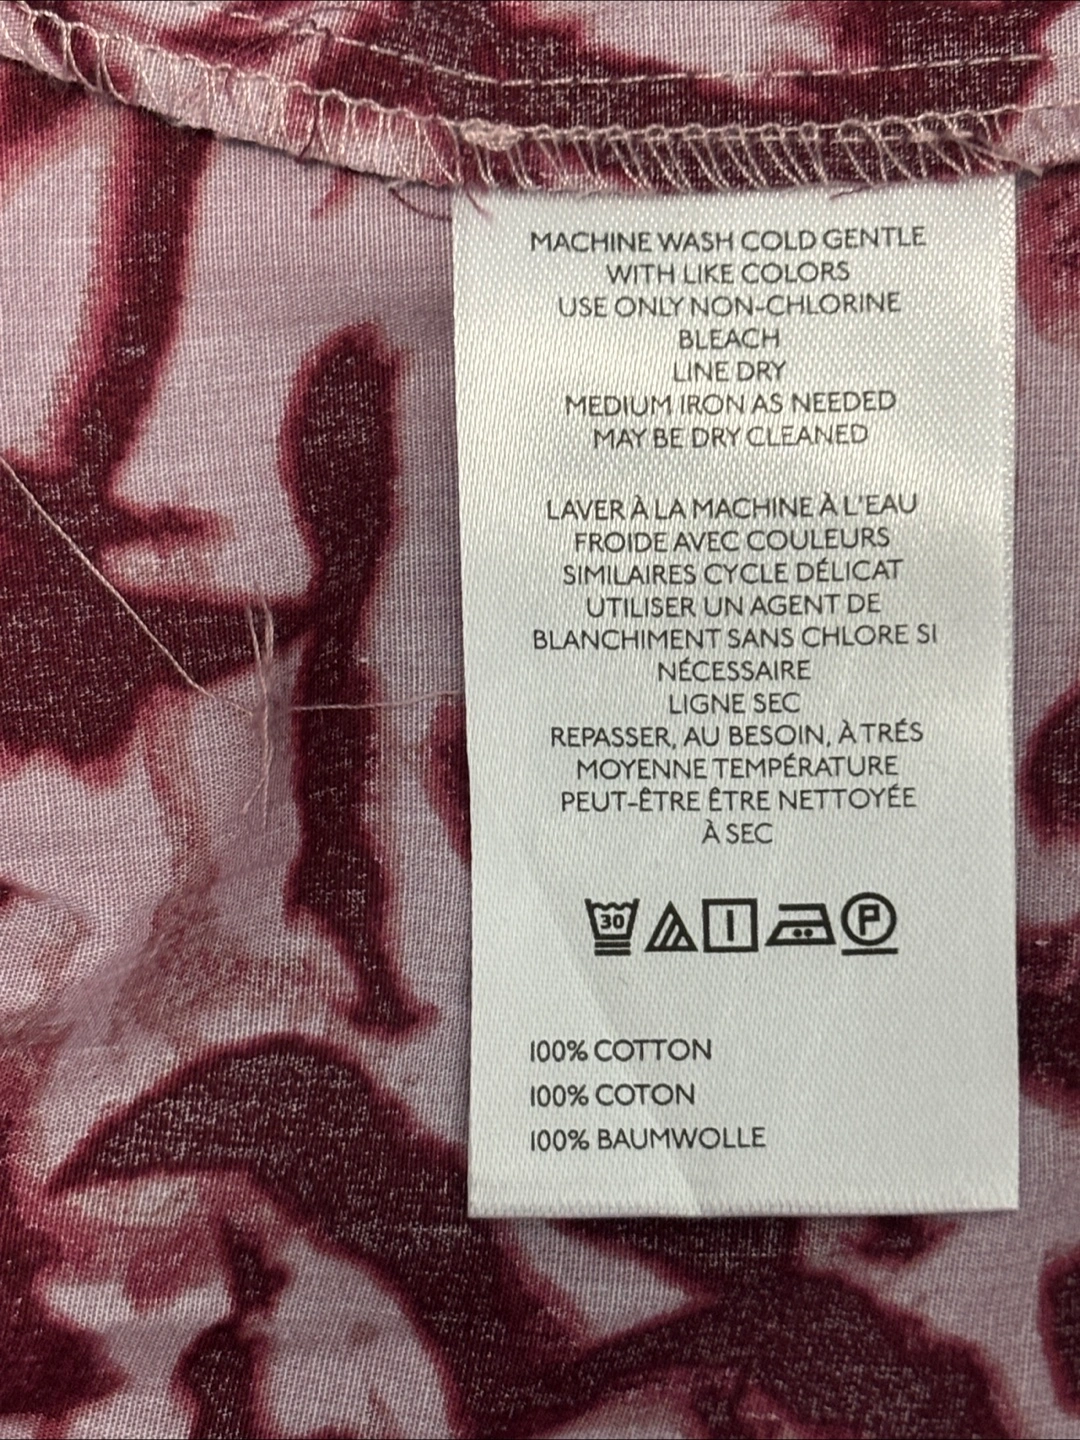 MACHINE WASH COLD GENTLE
WITH LIKE COLORS
USE ONLY NON-CHLORINE
BLEACH
LINE DRY
MEDIUM IRON AS NEEDED
MAY BE DRY CLEANED
LAVER À LA MACHINE À L'EAU
FROIDE AVEC COULEURS
SIMILAIRES CYCLE DÉLICAT
UTILISER UN AGENT DE
BLANCHIMENT SANS CHLORE SI
NÉCESSAIRE
LIGNE SEC
REPASSER, AU BESOIN, À TRÉS
MOYENNE TEMPÉRATURE
PEUT-ÊTRE ÊTRE NETTOYÉE
À SEC
30 P
100% COTTON
100% COTON
100% BAUMWOLLE